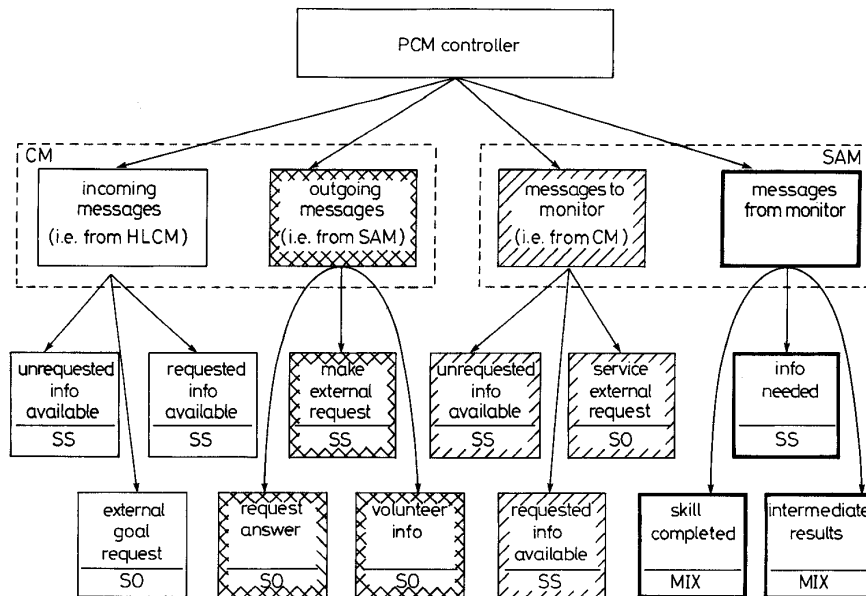 PCM controller
CM
SAM
incoming
messages
(i.e. from HLCM)
outgoing
messages
(i.e. from SAM)
messages to
monitor
(i.e. from CM)
messages
from monitor
unrequested
info
available
SS
requested
info
available
SS
make
external
request
SS
unrequested
info
available
SS
service
external
request
SO
info
needed
SS
external
goal
request
SO
request
answer
SO
volunteer
info
SO
requested
info
available
SS
skill
completed
MIX
intermediate
results
MIX